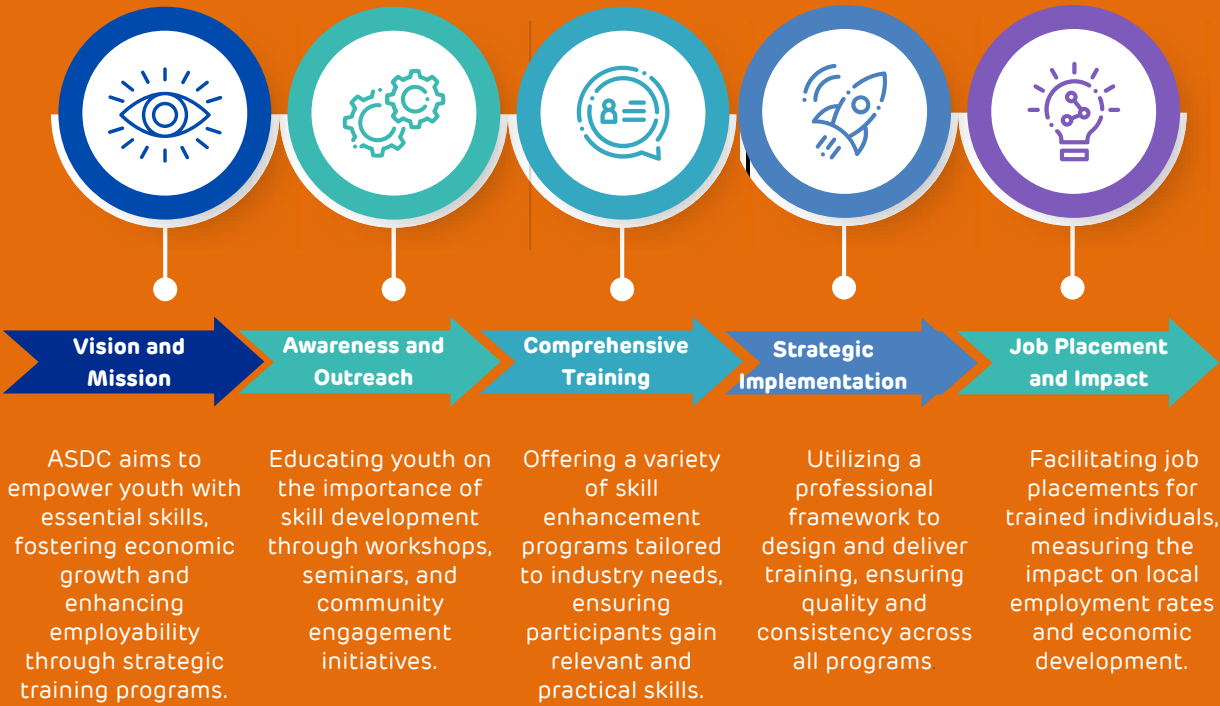 Vision and
Mission
Awareness and
Outreach
Comprehensive
Training
Strategic
Implementation
Job Placement
and Impact
ASDC aims to
empower youth with
essential skills,
fostering economic
growth and
enhancing
employability
through strategic
training programs.
Educating youth on
the importance of
skill development
through workshops,
seminars, and
community
engagement
initiatives.
Offering a variety
of skill
enhancement
programs tailored
to industry needs,
ensuring
participants gain
relevant and
practical skills.
Utilizing a
professional
framework to
design and deliver
training, ensuring
quality and
consistency across
all programs
Facilitating job
placements for
trained individuals,
measuring the
impact on local
employment rates
and economic
development.